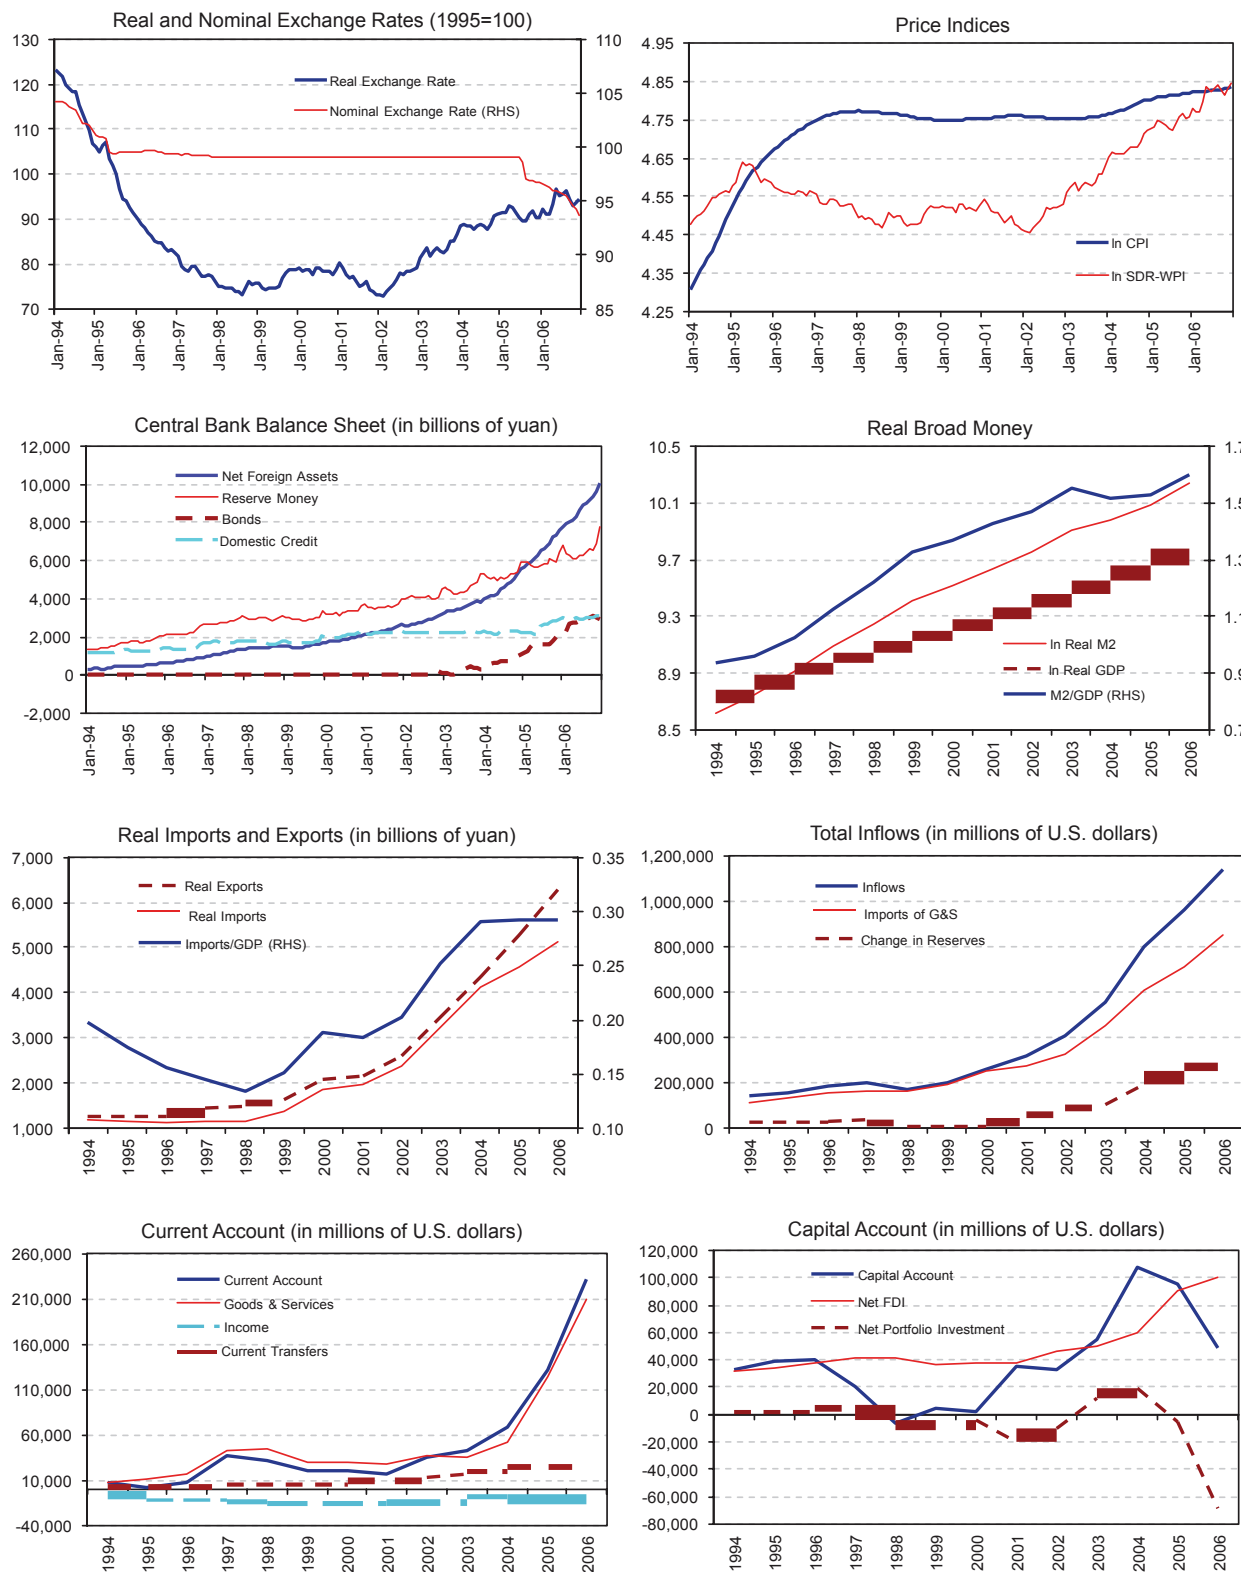 Real and Nominal Exchange Rates (1995=100)
130
120
110
100
90
80
70
110
105
100
95
90
85
Real Exchange Rate
Nominal Exchange Rate (RHS)
Jan-94
Jan-95
Jan-96
Jan-97
Jan-98
Jan-99
Jan-00
Jan-01
Jan-02
Jan-03
Jan-04
Jan-05
Jan-06
Price Indices
4.95
4.85
4.75
4.65
4.55
4.45
4.35
4.25
ln CPI
ln SDR-WPI
Jan-94
Jan-95
Jan-96
Jan-97
Jan-98
Jan-99
Jan-00
Jan-01
Jan-02
Jan-03
Jan-04
Jan-05
Jan-06
Central Bank Balance Sheet (in billions of yuan)
12,000
10,000
8,000
6,000
4,000
2,000
0
-2,000
Net Foreign Assets
Reserve Money
Bonds
Domestic Credit
Jan-94
Jan-95
Jan-96
Jan-97
Jan-98
Jan-99
Jan-00
Jan-01
Jan-02
Jan-03
Jan-04
Jan-05
Jan-06
Real Broad Money
10.5
10.1
9.7
9.3
8.9
8.5
1.7
1.5
1.3
1.1
0.9
0.7
ln Real M2
ln Real GDP
M2/GDP (RHS)
1994
1995
1996
1997
1998
1999
2000
2001
2002
2003
2004
2005
2006
Real Imports and Exports (in billions of yuan)
7,000
6,000
5,000
4,000
3,000
2,000
1,000
0.35
0.30
0.25
0.20
0.15
0.10
Real Exports
Real Imports
Imports/GDP (RHS)
1994
1995
1996
1997
1998
1999
2000
2001
2002
2003
2004
2005
2006
Total Inflows (in millions of U.S. dollars)
1,200,000
1,000,000
800,000
600,000
400,000
200,000
0
Inflows
Imports of G&S
Change in Reserves
1994
1995
1996
1997
1998
1999
2000
2001
2002
2003
2004
2005
2006
Current Account (in millions of U.S. dollars)
260,000
210,000
160,000
110,000
60,000
10,000
-40,000
Current Account
Goods & Services
Income
Current Transfers
1994
1995
1996
1997
1998
1999
2000
2001
2002
2003
2004
2005
2006
Capital Account (in millions of U.S. dollars)
120,000
100,000
80,000
60,000
40,000
20,000
0
-20,000
-40,000
-60,000
-80,000
Capital Account
Net FDI
Net Portfolio Investment
1994
1995
1996
1997
1998
1999
2000
2001
2002
2003
2004
2005
2006